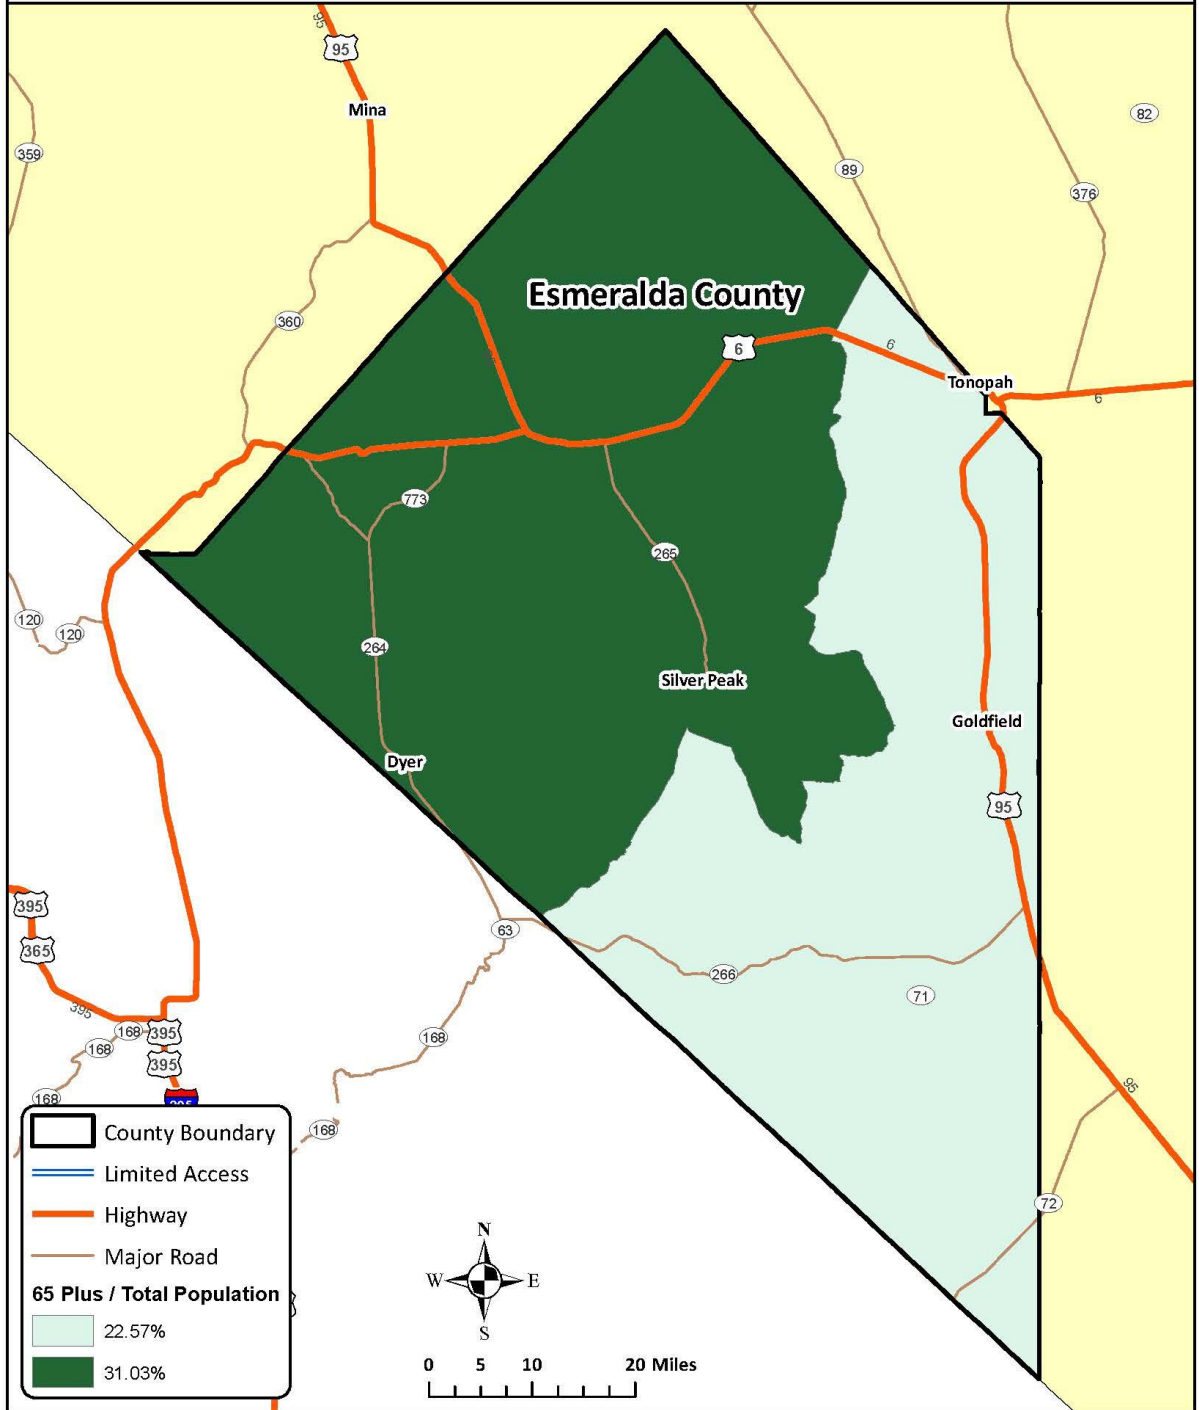 95
95
Mina
82
359
89
376
Esmeralda County
360
6
6
Tonopah
6
773
265
120
120
264
Silver Peak
Goldfield
Dyer
95
395
63
365
266
71
395
168
395
168
168
395
168
168
95
72
County Boundary
Limited Access
Highway
Major Road
65 Plus / Total Population
22.57%
31.03%
N
W E
S
0 5 10 20 Miles